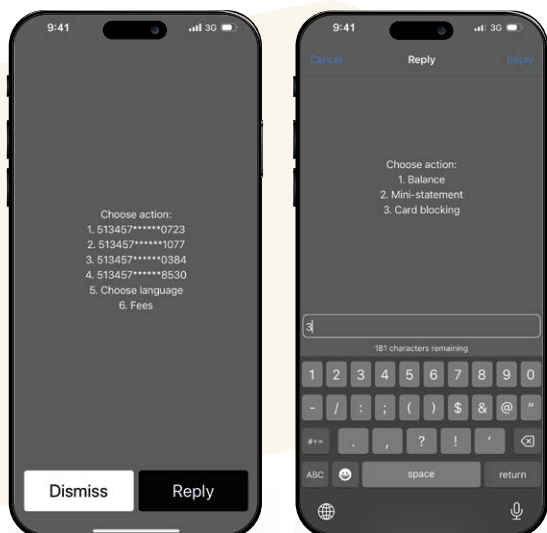 9:41
3G
Choose action:
1. 513457******0723
2. 513457******1077
3. 513457******0384
4. 513457******8530
5. Choose language
6. Fees
Dismiss
Reply
9:41
3G
Cancel
Reply
Reply
Choose action:
1. Balance
2. Mini-statement
3. Card blocking
3
181 characters remaining
1 2 3 4 5 6 7 8 9 0
- / : ; ( ) $ & @ "
#+= . , ? ! '
ABC space return